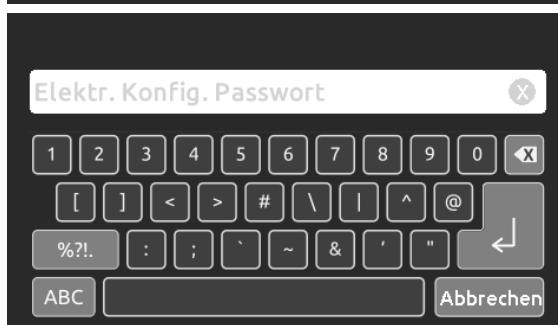 Elektr. Konfig. Passwort X
1 2 3 4 5 6 7 8 9 0 X
[ ] < > # \ | ^ @
%?!. : ; ` ~ & ‘ "
ABC Abbrechen